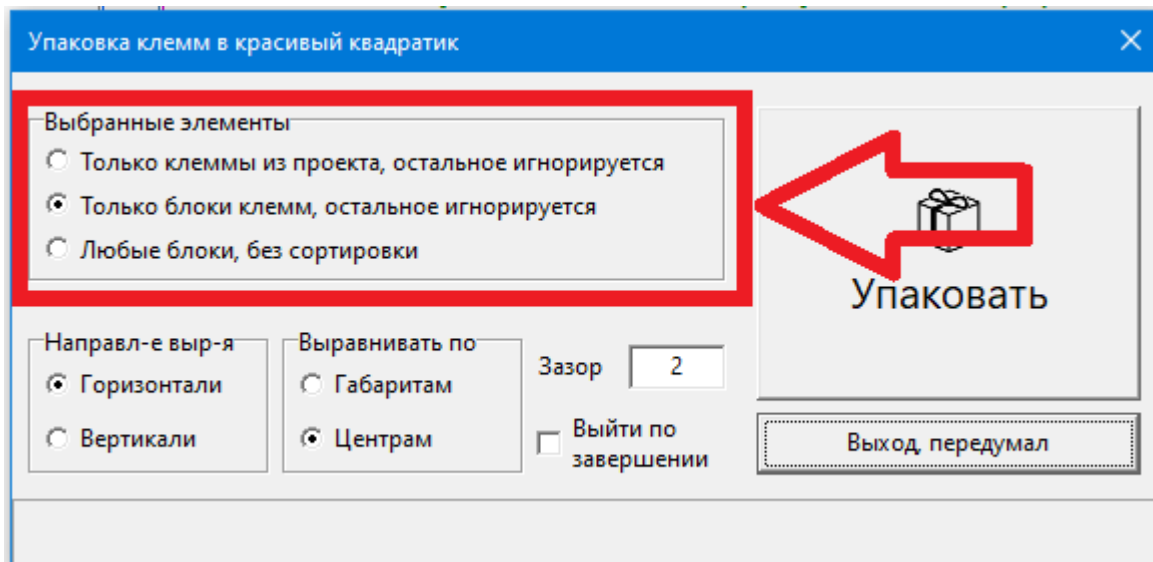 Упаковка клемм в красивый квадратик
Выбранные элементы
Только клеммы из проекта, остальное игнорируется
Только блоки клемм, остальное игнорируется
Любые блоки, без сортировки
Упаковать
Направл-е выр-я
Горизонтали
Вертикали
Выравнивать по
Габаритам
Центрам
Зазор 2
Выйти по
завершении
Выход, передумал